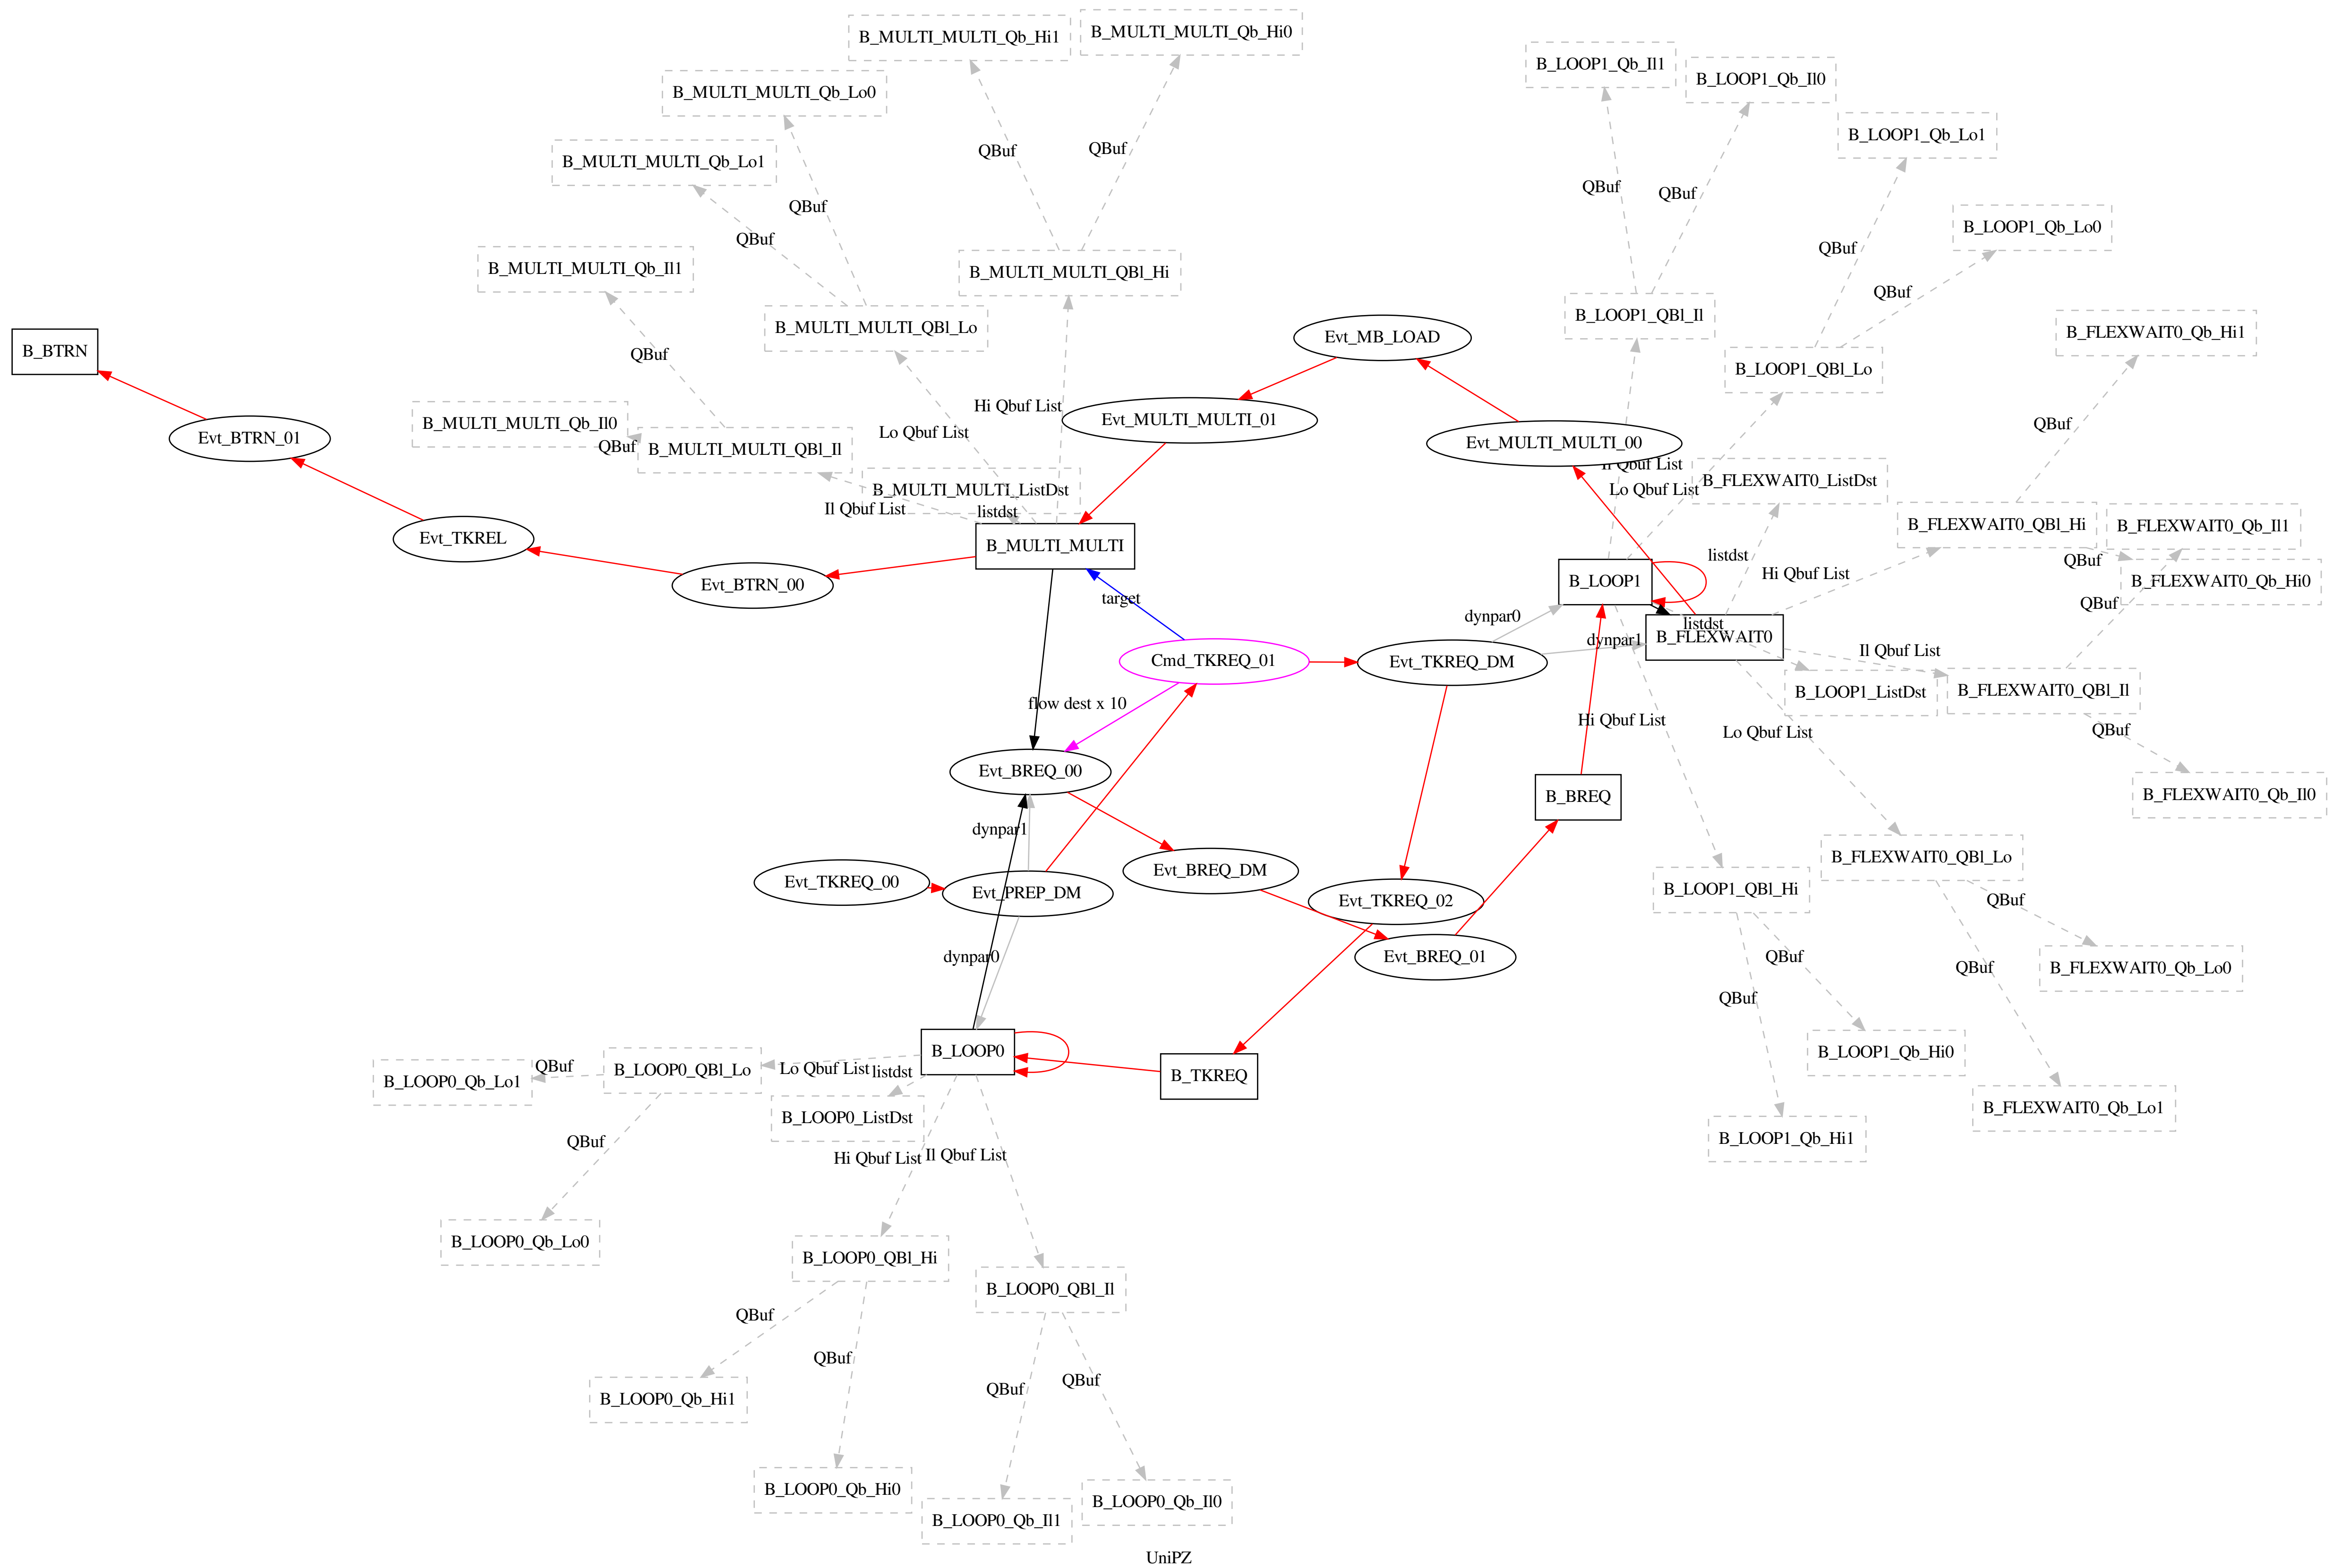 B_MULTI_MULTI_Qb_Hi1
B_MULTI_MULTI_Qb_Hi0
B_LOOP1_Qb_Il1
B_LOOP1_Qb_Il0
B_MULTI_MULTI_Qb_Lo0
B_LOOP1_Qb_Lo1
QBuf
QBuf
B_MULTI_MULTI_Qb_Lo1
QBuf
QBuf
QBuf
B_LOOP1_Qb_Lo0
QBuf
QBuf
B_MULTI_MULTI_Qb_Il1
B_MULTI_MULTI_QBl_Hi
QBuf
B_LOOP1_QBl_Il
B_MULTI_MULTI_QBl_Lo
B_FLEXWAIT0_Qb_Hi1
Evt_MB_LOAD
B_BTRN
QBuf
B_LOOP1_QBl_Lo
Hi Qbuf List
Evt_MULTI_MULTI_01
B_MULTI_MULTI_Qb_Il0
QBuf
Evt_BTRN_01
Lo Qbuf List
Evt_MULTI_MULTI_00
QBuf
B_MULTI_MULTI_QBl_Il
Il Qbuf List
B_FLEXWAIT0_ListDst
B_MULTI_MULTI_ListDst
Lo Qbuf List
Il Qbuf List
listdst
B_FLEXWAIT0_QBl_Hi
B_FLEXWAIT0_Qb_Il1
Evt_TKREL
B_MULTI_MULTI
listdst
QBuf
Hi Qbuf List
B_LOOP1
B_FLEXWAIT0_Qb_Hi0
Evt_BTRN_00
target
QBuf
dynpar0
listdst
B_FLEXWAIT0
dynpar1
Il Qbuf List
Cmd_TKREQ_01
Evt_TKREQ_DM
B_LOOP1_ListDst
B_FLEXWAIT0_QBl_Il
flow dest x 10
Hi Qbuf List
Lo Qbuf List
QBuf
Evt_BREQ_00
B_BREQ
B_FLEXWAIT0_Qb_Il0
dynpar1
B_FLEXWAIT0_QBl_Lo
Evt_BREQ_DM
Evt_TKREQ_00
Evt_PREP_DM
B_LOOP1_QBl_Hi
Evt_TKREQ_02
QBuf
dynpar0
Evt_BREQ_01
QBuf
QBuf
B_FLEXWAIT0_Qb_Lo0
QBuf
B_LOOP0
B_LOOP1_Qb_Hi0
QBuf
B_LOOP0_QBl_Lo
Lo Qbuf List
listdst
B_TKREQ
B_LOOP0_Qb_Lo1
B_FLEXWAIT0_Qb_Lo1
B_LOOP0_ListDst
B_LOOP1_Qb_Hi1
QBuf
Hi Qbuf List
Il Qbuf List
B_LOOP0_Qb_Lo0
B_LOOP0_QBl_Hi
B_LOOP0_QBl_Il
QBuf
QBuf
QBuf
QBuf
B_LOOP0_Qb_Hi1
B_LOOP0_Qb_Hi0
B_LOOP0_Qb_Il1
B_LOOP0_Qb_Il0
UniPZ